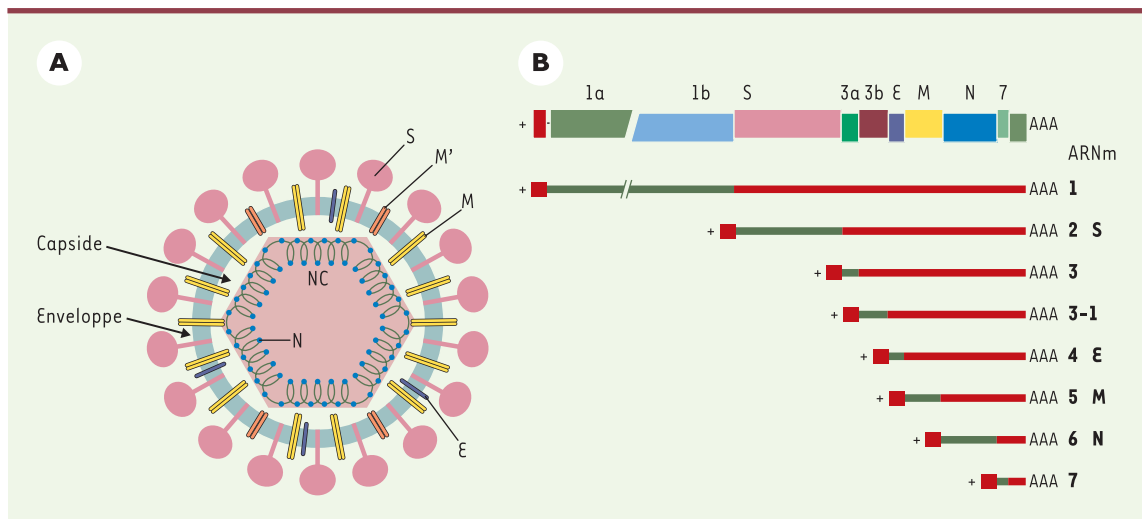 A
S
M’
M
Capside
NC
Enveloppe
N
ε
B
1a 1b S 3a 3b ε M N 7
+ AAA
ARNm
+ AAA 1
+ AAA 2 S
+ AAA 3
+ AAA 3-1
+ AAA 4 ε
+ AAA 5 M
+ AAA 6 N
+ AAA 7